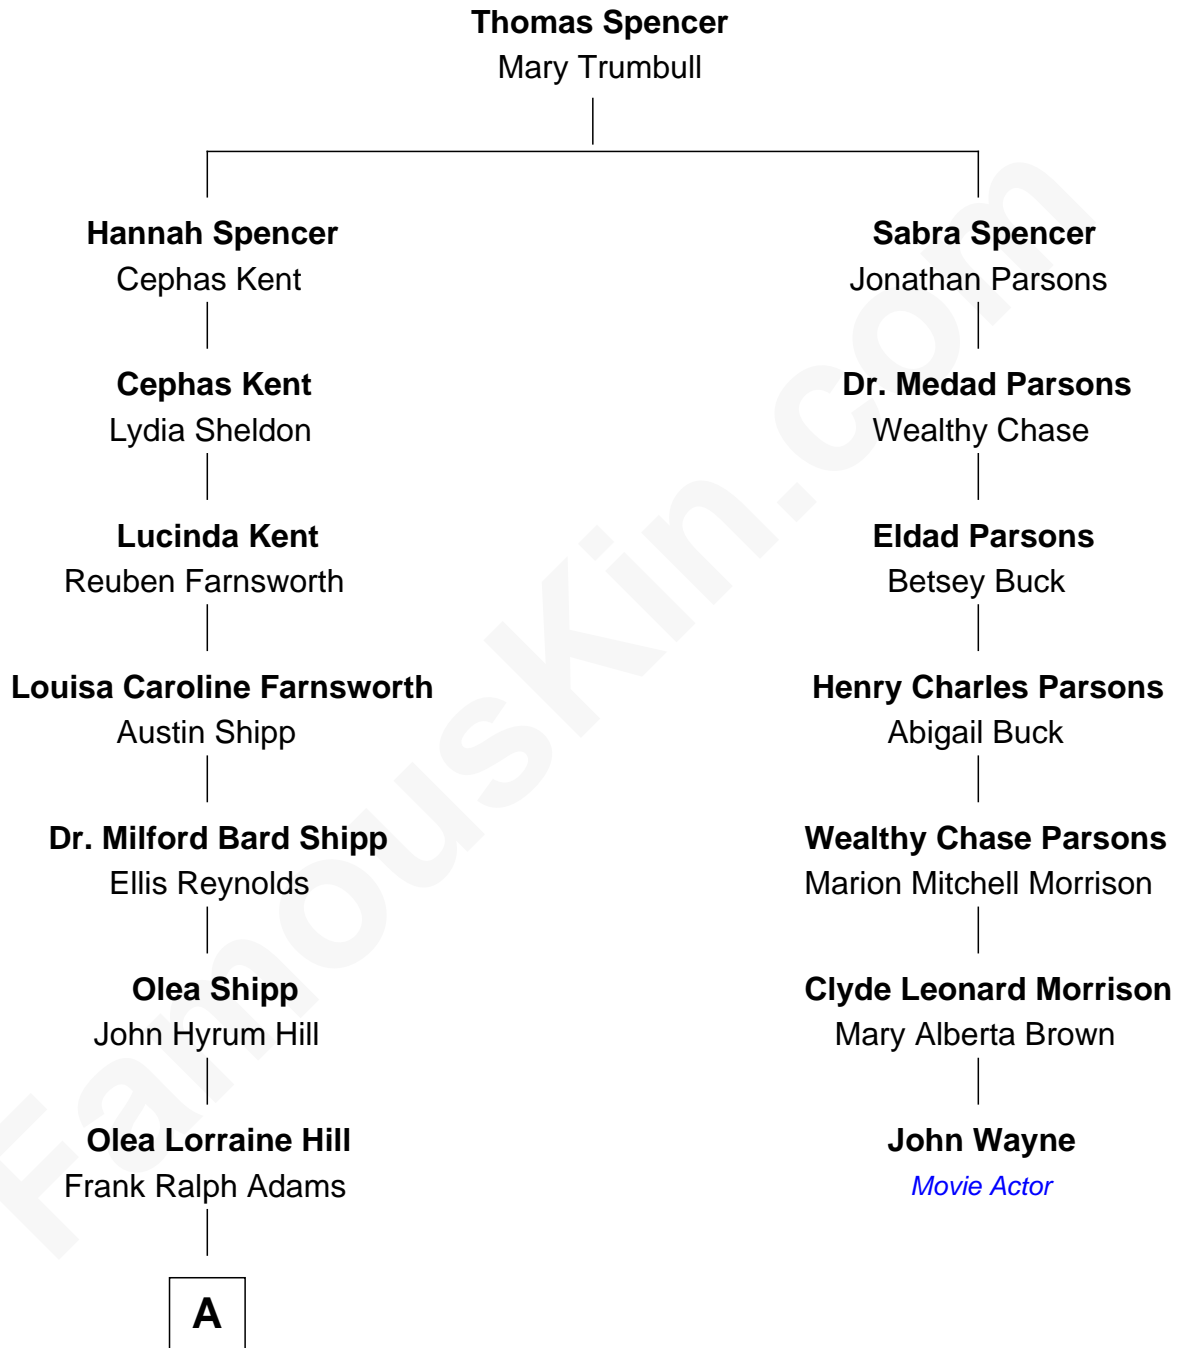 Thomas Spencer
Mary Trumbull
Hannah Spencer
Cephas Kent
Sabra Spencer
Jonathan Parsons
Cephas Kent
Lydia Sheldon
Dr. Medad Parsons
Wealthy Chase
Lucinda Kent
Reuben Farnsworth
Eldad Parsons
Betsey Buck
Louisa Caroline Farnsworth
Austin Shipp
Henry Charles Parsons
Abigail Buck
Dr. Milford Bard Shipp
Ellis Reynolds
Wealthy Chase Parsons
Marion Mitchell Morrison
Olea Shipp
John Hyrum Hill
Clyde Leonard Morrison
Mary Alberta Brown
Olea Lorraine Hill
Frank Ralph Adams
John Wayne
Movie Actor
A
FamousKin.com